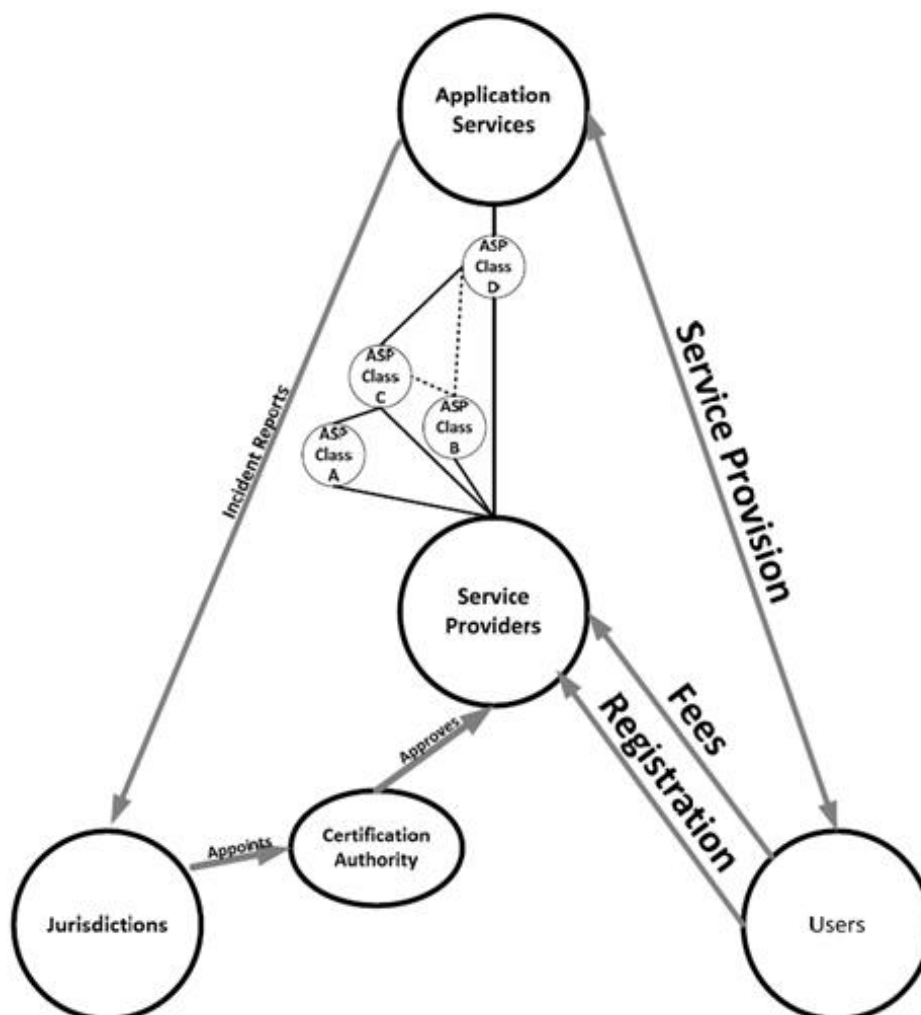 Application
Services
ASP
Class
D
ASP
Class
C
ASP
Class
B
ASP
Class
A
Incident Reports
Service Provision
Service
Providers
Fees
Registration
Approves
Appoints
Certification
Authority
Jurisdictions
Users